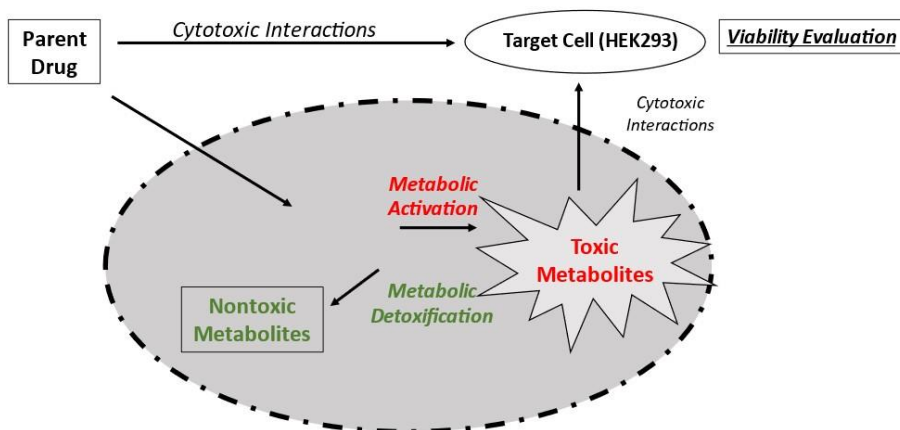 Parent
Drug
Cytotoxic Interactions
Target Cell (HEK293)
Viability Evaluation
Cytotoxic
Interactions
Metabolic
Activation
Toxic
Metabolites
Nontoxic
Metabolites
Metabolic
Detoxification